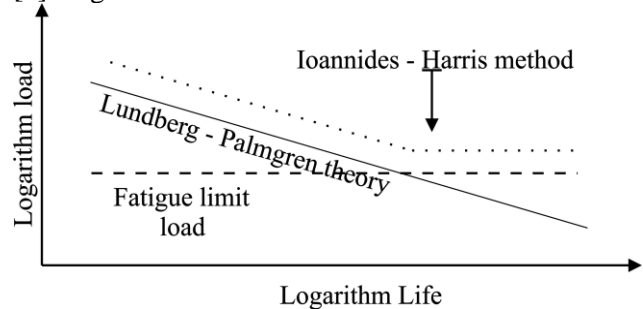 Ioannides - Harris method
Logarithm load
Lundberg - Palmgren theory
Fatigue limit
load
Logarithm Life